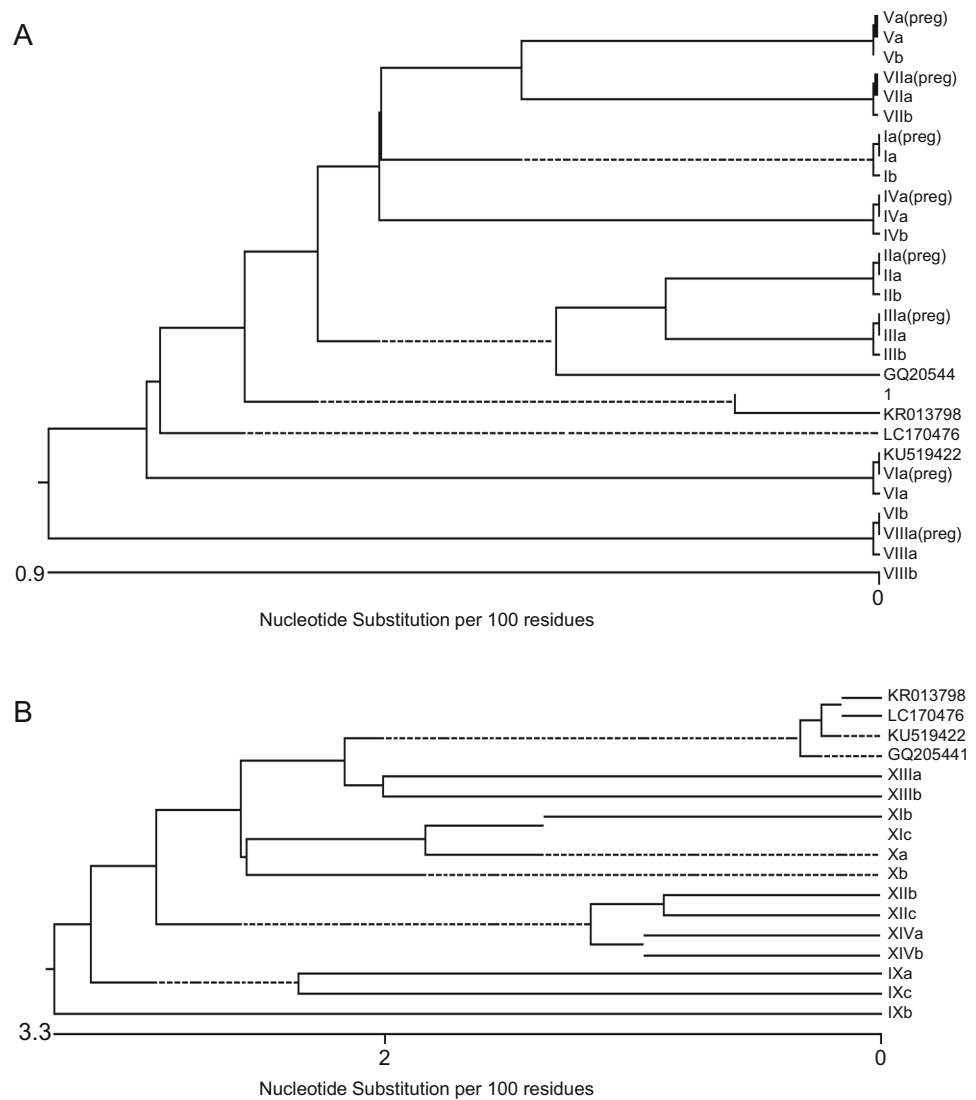 A
Va(preg)
Va
Vb
VIIa(preg)
VIIa
VIIb
Ia(preg)
Ia
Ib
IVa(preg)
IVa
IVb
IIa(preg)
IIa
IIb
IIIa(preg)
IIIa
IIIb
GQ20544
1
KR013798
LC170476
KU519422
VIa(preg)
VIa
VIb
VIIIa(preg)
VIIIa
VIIIb
0.9
0
Nucleotide Substitution per 100 residues
B
KR013798
LC170476
KU519422
GQ205441
XIIIa
XIIIb
XIb
XIc
Xa
Xb
XIIb
XIIc
XIVa
XIVb
IXa
IXc
IXb
3.3
2
0
Nucleotide Substitution per 100 residues